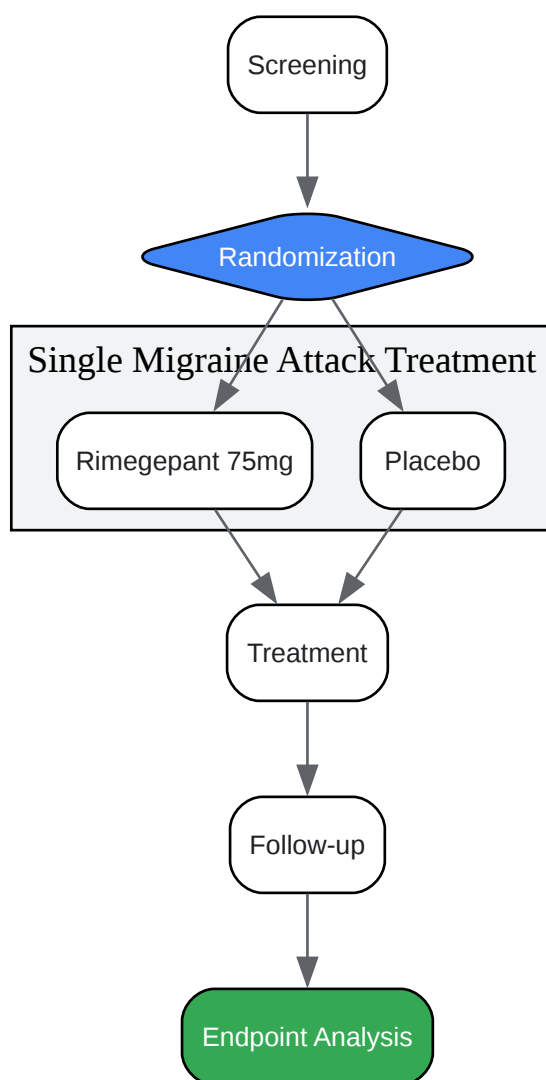 Screening
Randomization
Single Migraine Attack Treatment
Rimegepant 75mg
Placebo
Treatment
Follow-up
Endpoint Analysis